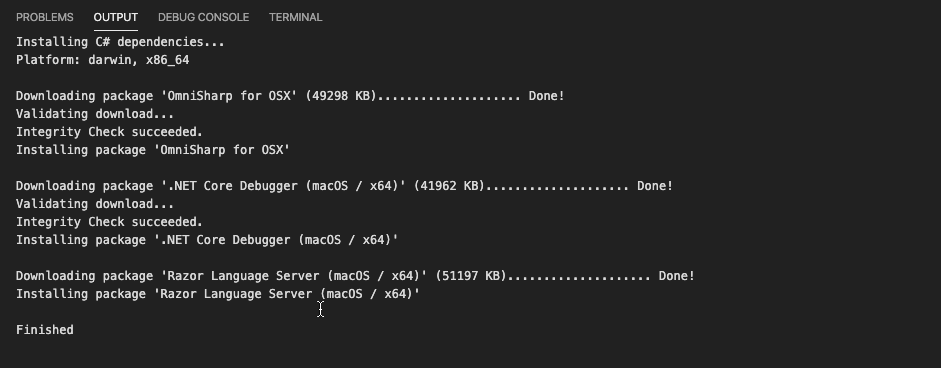 PROBLEMS OUTPUT DEBUG CONSOLE TERMINAL
Installing C# dependencies...
Platform: darwin, x86_64
Downloading package 'OmniSharp for OSX' (49298 KB).................... Done!
Validating download...
Integrity Check succeeded.
Installing package 'OmniSharp for OSX'
Downloading package '.NET Core Debugger (macOS / x64)' (41962 KB).................... Done!
Validating download...
Integrity Check succeeded.
Installing package '.NET Core Debugger (macOS / x64)'
Downloading package 'Razor Language Server (macOS / x64)' (51197 KB).................... Done!
Installing package 'Razor Language Server (macOS / x64)'
Finished